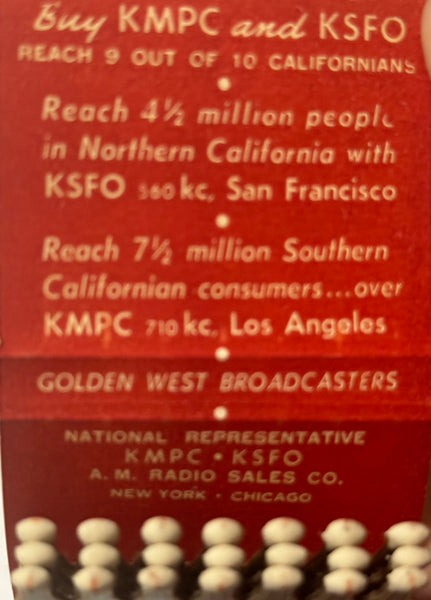 Buy KMPC and KSFO
REACH 9 OUT OF 10 CALIFORNIANS
Reach 4½ million people
in Northern California with
KSFO 560 kc, San Francisco
Reach 7½ million Southern
Californian consumers...over
KMPC 710 kc, Los Angeles
GOLDEN WEST BROADCASTERS
NATIONAL REPRESENTATIVE
KMPC • KSFO
A.M. RADIO SALES CO.
NEW YORK • CHICAGO